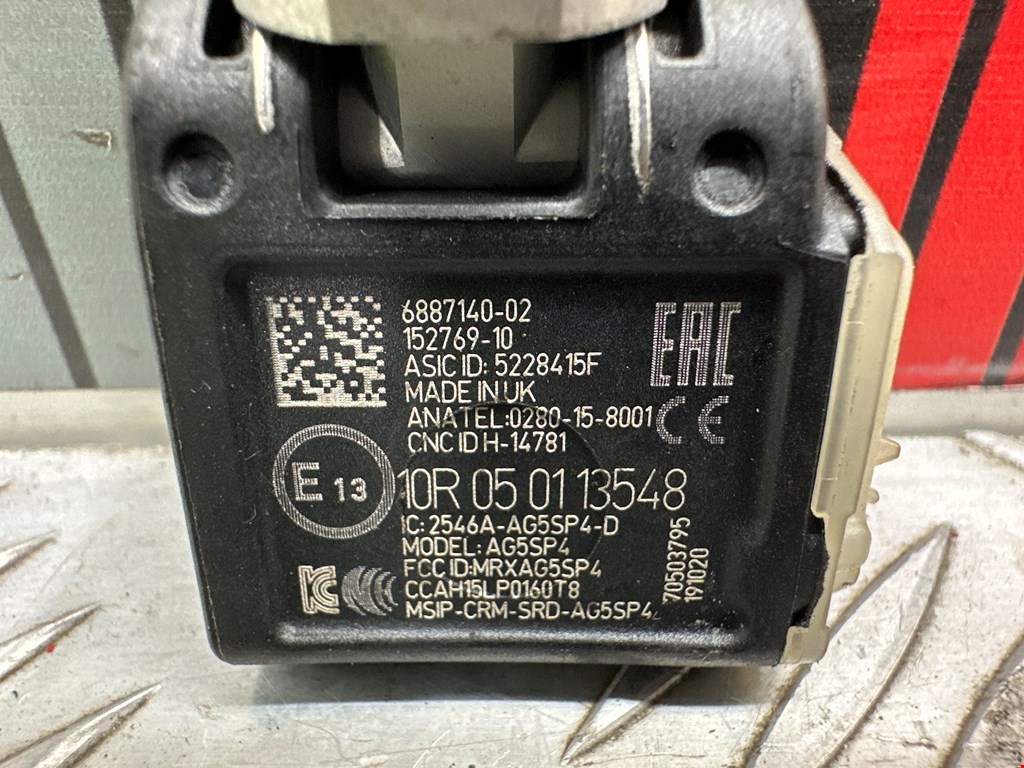 6887140-02
152769-10
ASIC ID: 5228415F
MADE IN UK
ANATEL:0280-15-8001
CNC ID H-14781
EAC
CE
E 13
10R 05 01 13548
IC: 2546A-AG5SP4-D
MODEL: AG5SP4
FCC ID:MRXAG5SP4
CCAH15LP0160T8
MSIP-CRM-SRD-AG5SP4
70503795
191020